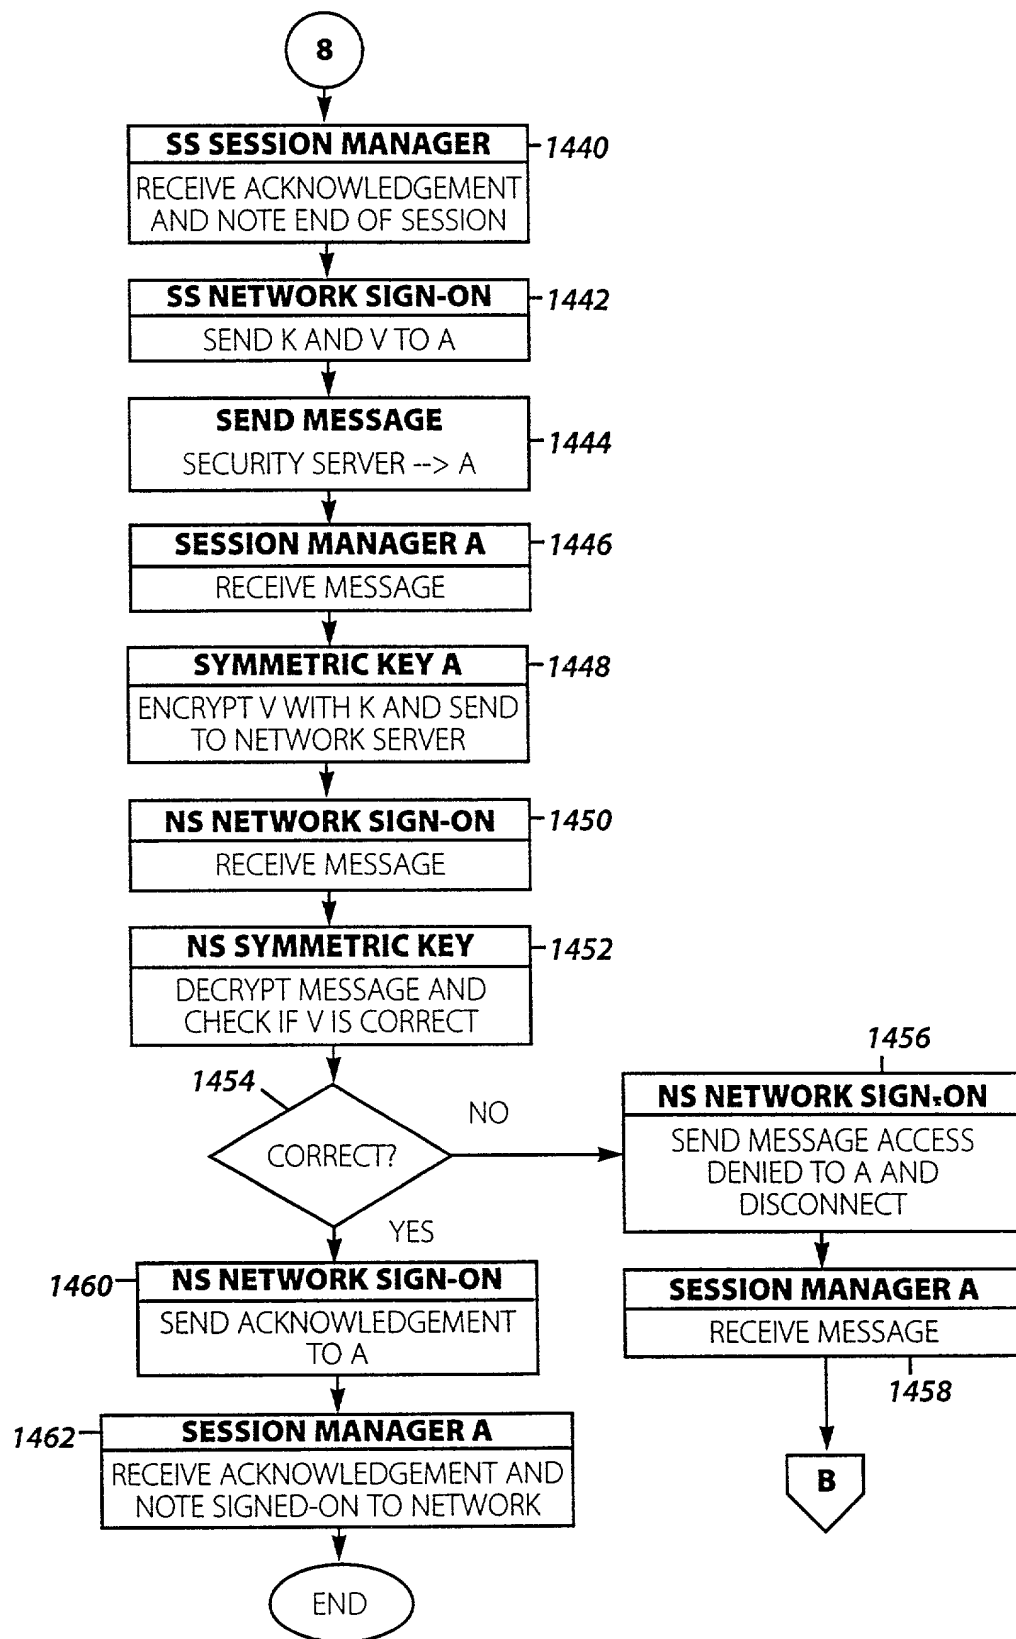 8
SS SESSION MANAGER
1440
RECEIVE ACKNOWLEDGEMENT
AND NOTE END OF SESSION
SS NETWORK SIGN-ON
1442
SEND K AND V TO A
SEND MESSAGE
1444
SECURITY SERVER --> A
SESSION MANAGER A
1446
RECEIVE MESSAGE
SYMMETRIC KEY A
1448
ENCRYPT V WITH K AND SEND
TO NETWORK SERVER
NS NETWORK SIGN-ON
1450
RECEIVE MESSAGE
NS SYMMETRIC KEY
1452
DECRYPT MESSAGE AND
CHECK IF V IS CORRECT
1454
CORRECT?
NO
YES
1456
NS NETWORK SIGN-ON
SEND MESSAGE ACCESS
DENIED TO A AND
DISCONNECT
SESSION MANAGER A
RECEIVE MESSAGE
1458
B
1460
NS NETWORK SIGN-ON
SEND ACKNOWLEDGEMENT
TO A
1462
SESSION MANAGER A
RECEIVE ACKNOWLEDGEMENT AND
NOTE SIGNED-ON TO NETWORK
END